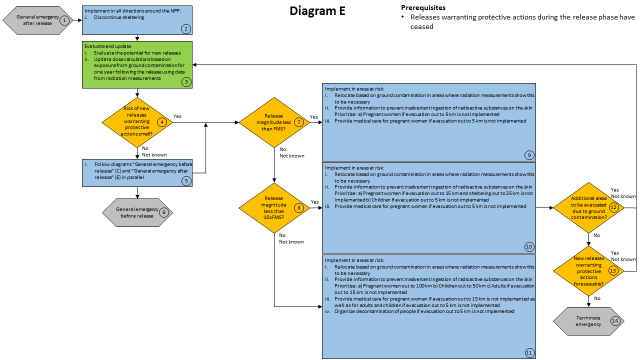 Diagram E
Prerequisites
• Releases warranting protective actions during the release phase have
ceased
General emergency
after release
1
Implement in all directions around the NPP:
i. Discontinue sheltering
2
Evaluate and update:
i. Evaluate the potential for new releases
ii. Update dose calculations based on
exposure from ground contamination for
one year following the release using data
from radiation measurements
3
Risk of new
releases
warranting
protective
actions small?
4
Yes
No
Not known
i. Follow diagrams "General emergency before
release" (C) and "General emergency after
release" (E) in parallel
5
General emergency
before release
6
Release
magnitude less
than FMS?
7
Yes
No
Not known
Release
magnitude
less than
10xFMS?
8
Yes
No
Not known
Implement in areas at risk:
i. Relocate based on ground contamination in areas where radiation measurements show this
to be necessary
ii. Provide information to prevent inadvertent ingestion of radioactive substances on the skin
Prioritise: a) Pregnant women if evacuation out to 5 km is not implemented
iii. Provide medical care for pregnant women if evacuation out to 5 km is not implemented
9
Implement in areas at risk:
i. Relocate based on ground contamination in areas where radiation measurements show this
to be necessary
ii. Provide information to prevent inadvertent ingestion of radioactive substances on the skin
Prioritise: a) Pregnant women if evacuation out to 15 km and sheltering out to 25 km is not
implemented b) Children if evacuation out to 5 km is not implemented
iii. Provide medical care for pregnant women if evacuation out to 5 km is not implemented
10
Implement in areas at risk:
i. Relocate based on ground contamination in areas where radiation measurements show this
to be necessary
ii. Provide information to prevent inadvertent ingestion of radioactive substances on the skin
Prioritise: a) Pregnant women out to 100 km b) Children out to 50 km c) Adults if evacuation
out to 15 km is not implemented
iii. Provide medical care for pregnant women if evacuation out to 15 km is not implemented as
well as for adults and children if evacuation out to 5 km is not implemented
iv. Organize decontamination of people if evacuation out to 5 km is not implemented
11
Additional areas
to be evacuated
due to ground
contamination?
12
Yes
Not known
No
New releases
warranting
protective
actions
foreseeable?
13
Yes
Not known
No
Terminate
emergency
14